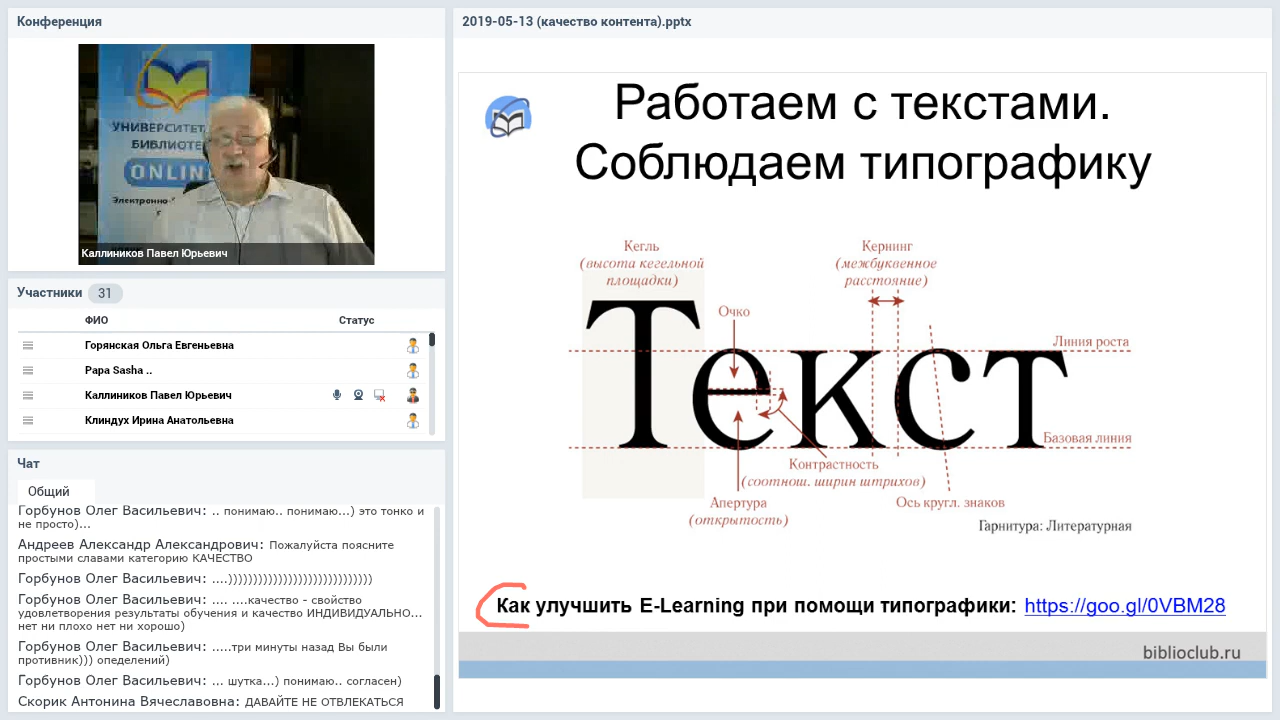 Конференция
УНИВЕРСИТЕТ
БИБЛИОТЕ
ONLIN
Электронно-
Каллиников Павел Юрьевич
Участники 31
ФИО Статус
Горянская Ольга Евгеньевна
Papa Sasha ..
Каллиников Павел Юрьевич
Клиндух Ирина Анатольевна
Чат
Общий
Горбунов Олег Васильевич: .. понимаю.. понимаю...) это тонко и
не просто)...
Андреев Александр Александрович: Пожалуйста поясните
простыми славами категорию КАЧЕСТВО
Горбунов Олег Васильевич: ....)))))))))))))))))))))))))))))
Горбунов Олег Васильевич: .... ....качество - свойство
удовлетворения результаты обучения и качество ИНДИВИДУАЛЬНО...
нет ни плохо нет ни хорошо)
Горбунов Олег Васильевич: .....три минуты назад Вы были
противник))) опеделений)
Горбунов Олег Васильевич: ... шутка...) понимаю.. согласен)
Скорик Антонина Вячеславовна: ДАВАЙТЕ НЕ ОТВЛЕКАТЬСЯ
2019-05-13 (качество контента).pptx
Работаем с текстами.
Соблюдаем типографику
Кегль
(высота кегельной
площадки)
Кернинг
(межбуквенное
расстояние)
Очко
Линия роста
Текст
Базовая линия
Контрастность
(соотнош. ширин штрихов)
Апертура
(открытость)
Ось кругл. знаков
Гарнитура: Литературная
Как улучшить E-Learning при помощи типографики: https://goo.gl/0VBM28
biblioclub.ru